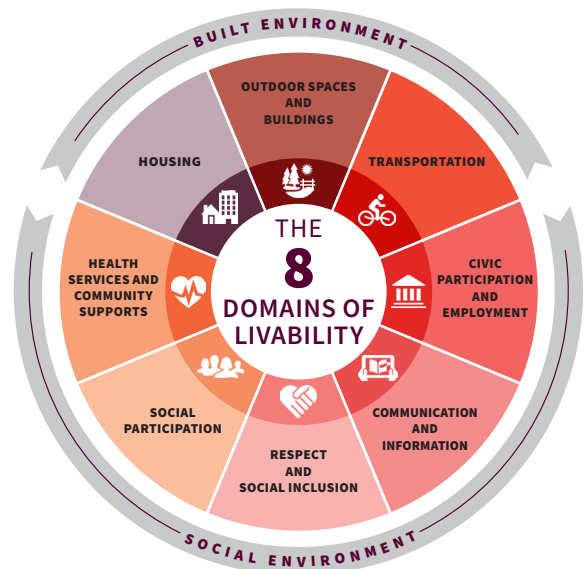 BUILT ENVIRONMENT
OUTDOOR SPACES
AND
BUILDINGS
TRANSPORTATION
CIVIC
PARTICIPATION
AND
EMPLOYMENT
COMMUNICATION
AND
INFORMATION
RESPECT
AND
SOCIAL INCLUSION
SOCIAL
PARTICIPATION
HEALTH
SERVICES AND
COMMUNITY
SUPPORTS
HOUSING
THE
8
DOMAINS OF
LIVABILITY
SOCIAL ENVIRONMENT